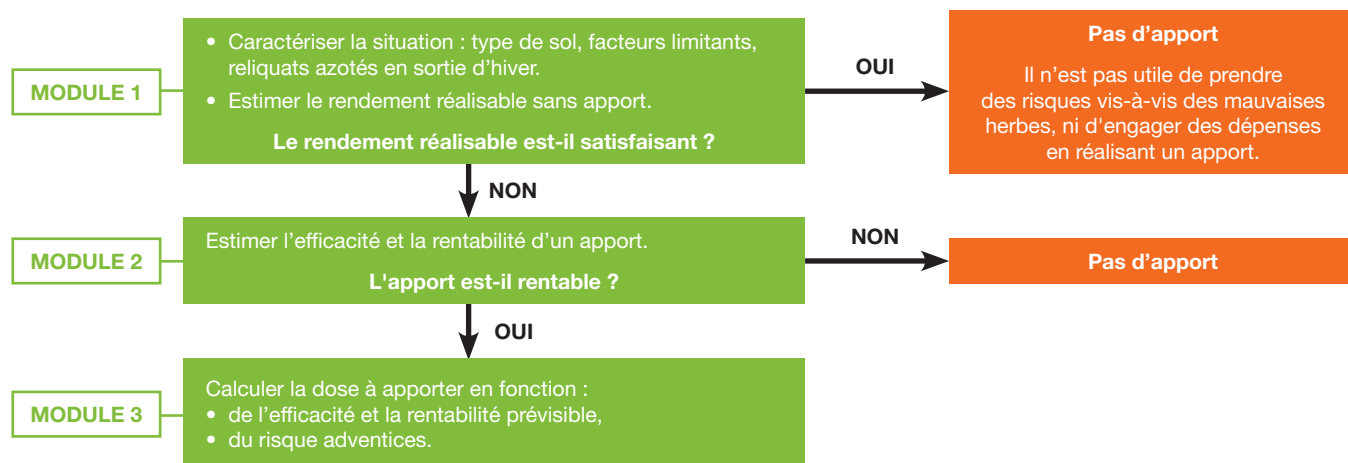 MODULE 1
• Caractériser la situation : type de sol, facteurs limitants,
reliquats azotés en sortie d'hiver.
• Estimer le rendement réalisable sans apport.
Le rendement réalisable est-il satisfaisant ?
OUI
Pas d'apport
Il n'est pas utile de prendre
des risques vis-à-vis des mauvaises
herbes, ni d'engager des dépenses
en réalisant un apport.
NON
MODULE 2
Estimer l'efficacité et la rentabilité d'un apport.
L'apport est-il rentable ?
NON
Pas d'apport
OUI
MODULE 3
Calculer la dose à apporter en fonction :
• de l'efficacité et la rentabilité prévisible,
• du risque adventices.